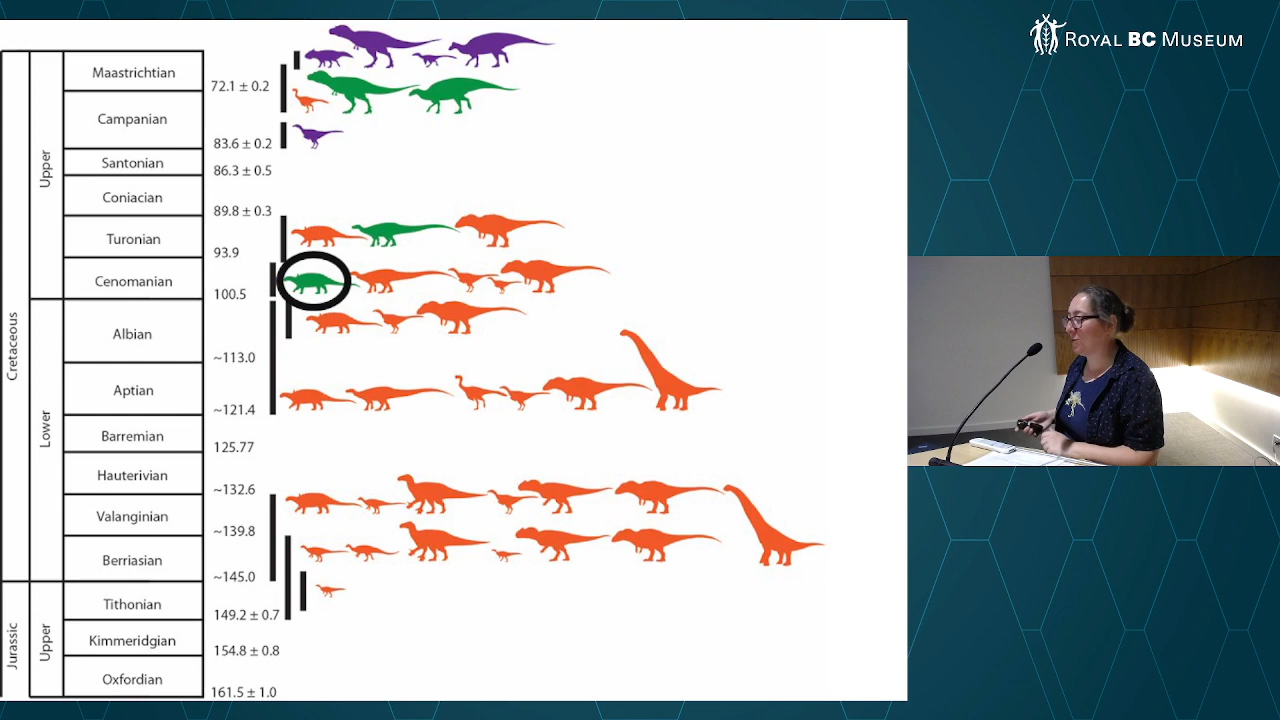 ROYAL BC MUSEUM
Cretaceous
Jurassic
Upper
Lower
Upper
Maastrichtian
72.1 ± 0.2
Campanian
83.6 ± 0.2
Santonian
86.3 ± 0.5
Coniacian
89.8 ± 0.3
Turonian
93.9
Cenomanian
100.5
Albian
~113.0
Aptian
~121.4
Barremian
125.77
Hauterivian
~132.6
Valanginian
~139.8
Berriasian
~145.0
Tithonian
149.2 ± 0.7
Kimmeridgian
154.8 ± 0.8
Oxfordian
161.5 ± 1.0